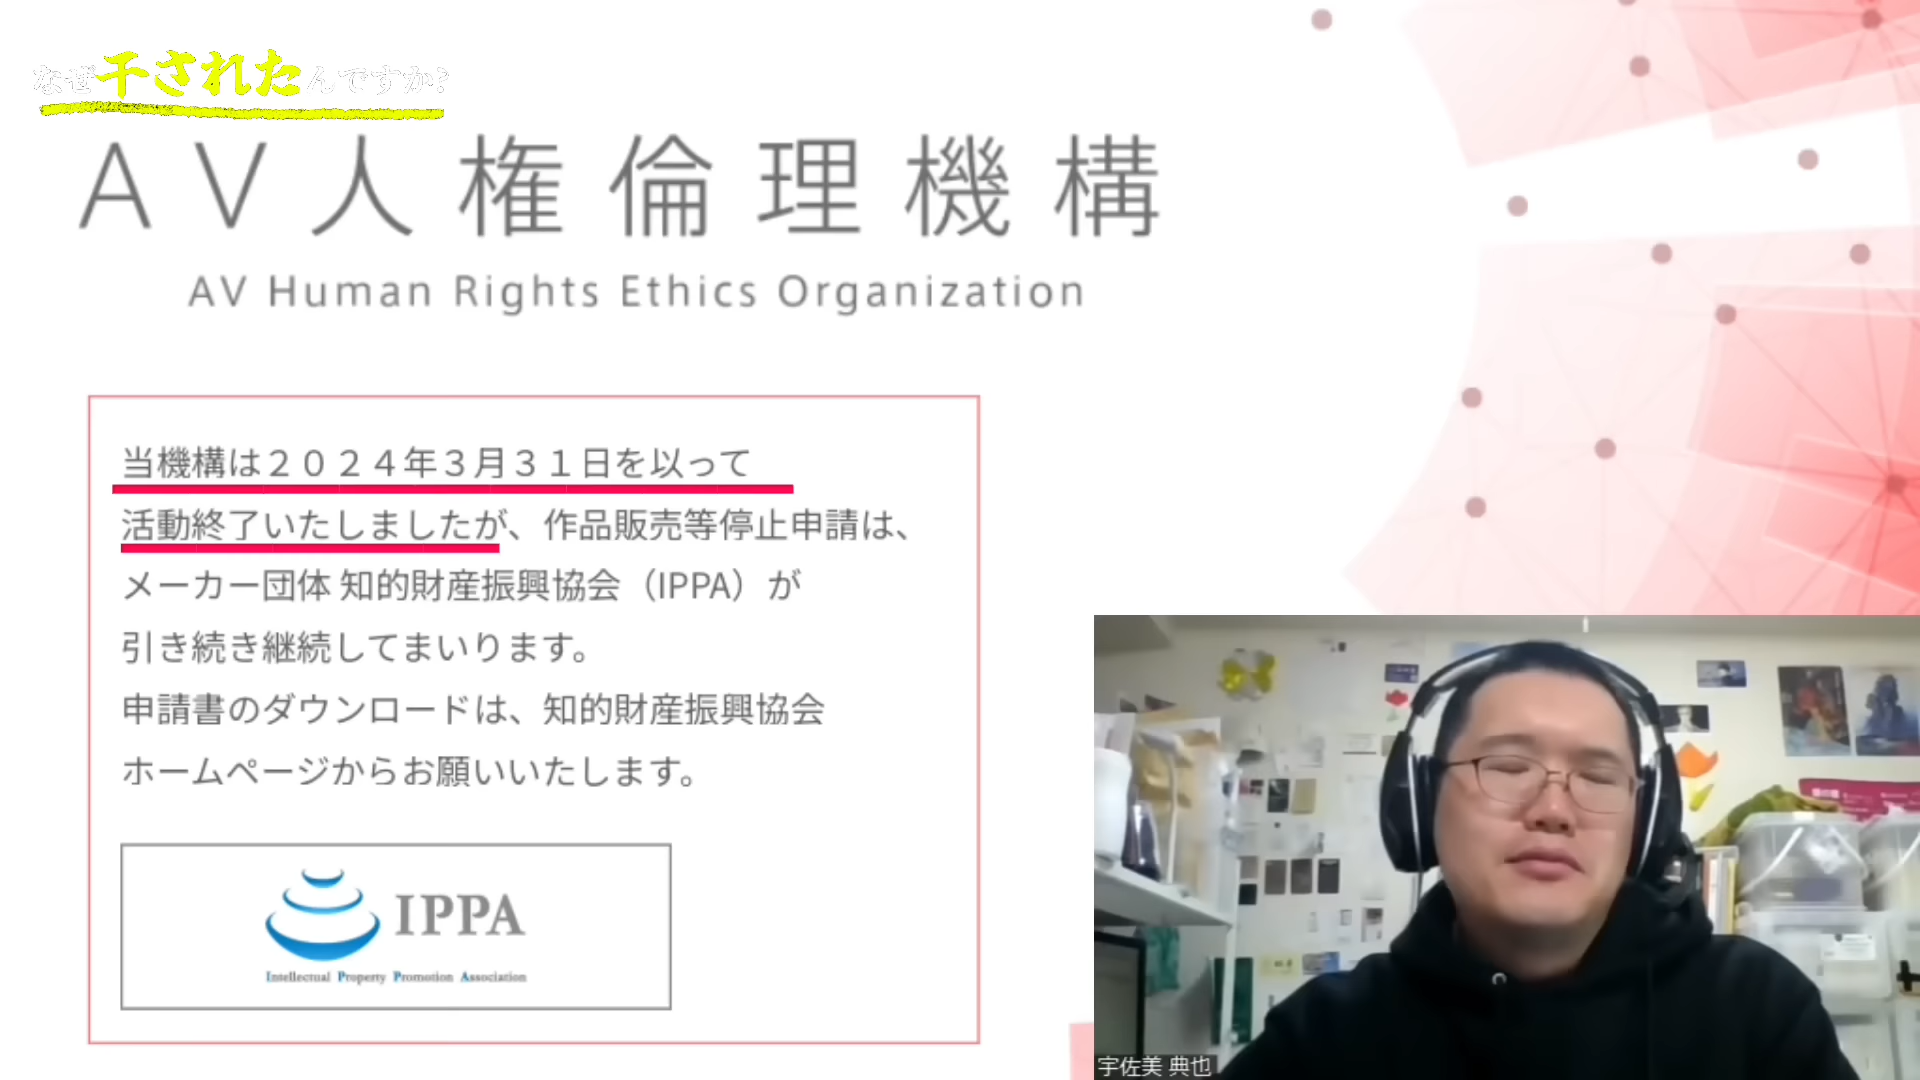 なぜ干されたんですか?
AV人権倫理機構
AV Human Rights Ethics Organization
当機構は２０２４年３月３１日を以って
活動終了いたしましたが、作品販売等停止申請は、
メーカー団体 知的財産振興協会（IPPA）が
引き続き継続してまいります。
申請書のダウンロードは、知的財産振興協会
ホームページからお願いいたします。
IPPA
Intellectual Property Promotion Association
宇佐美 典也